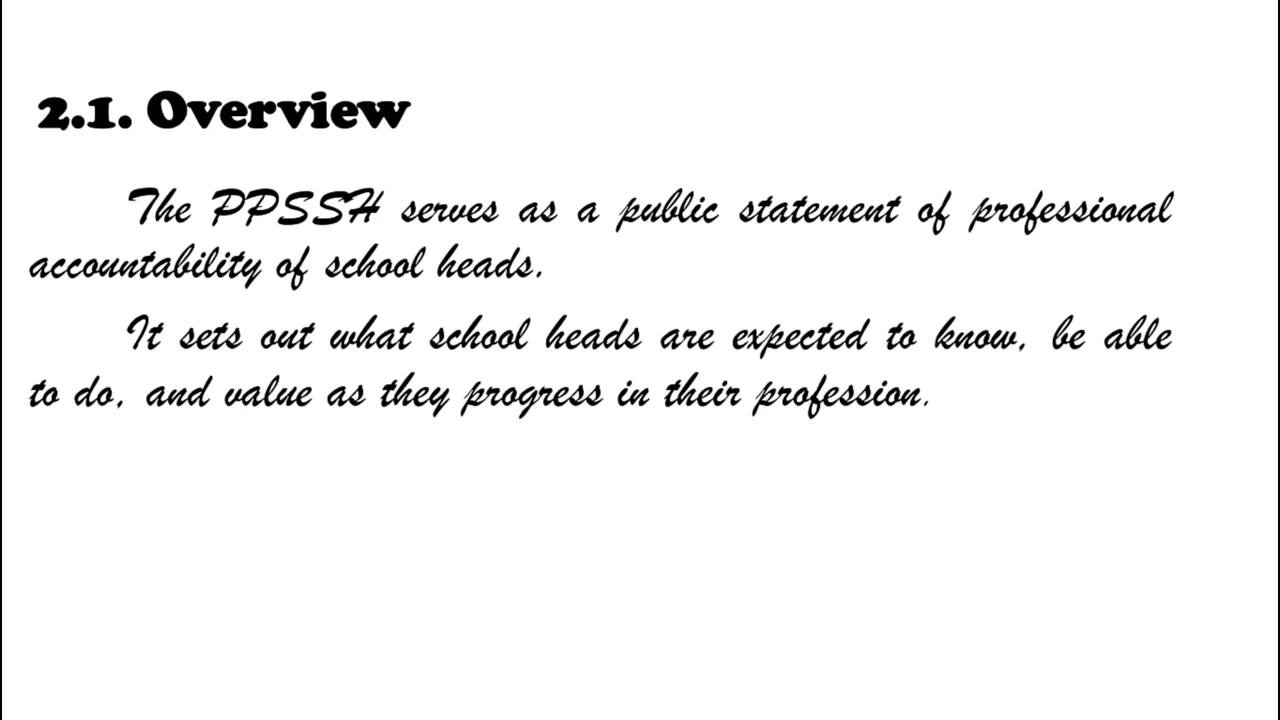 2.1. Overview
The PPSSH serves as a public statement of professional
accountability of school heads.
It sets out what school heads are expected to know, be able
to do, and value as they progress in their profession.